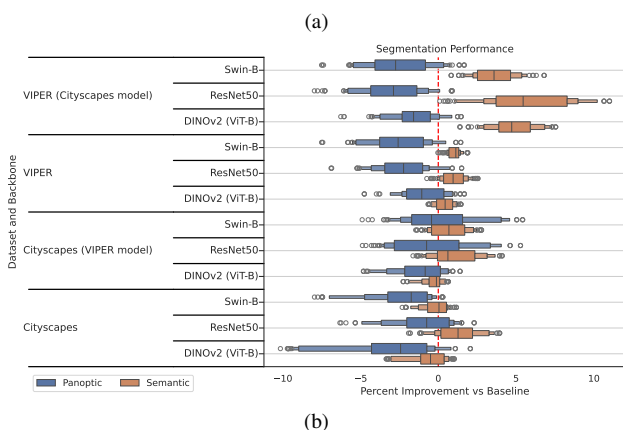 (a)
Segmentation Performance
Dataset and Backbone
VIPER (Cityscapes model)
Swin-B
ResNet50
DINOv2 (ViT-B)
VIPER
Swin-B
ResNet50
DINOv2 (ViT-B)
Cityscapes (VIPER model)
Swin-B
ResNet50
DINOv2 (ViT-B)
Cityscapes
Swin-B
ResNet50
DINOv2 (ViT-B)
−10 −5 0 5 10
Percent Improvement vs Baseline
Panoptic Semantic
(b)